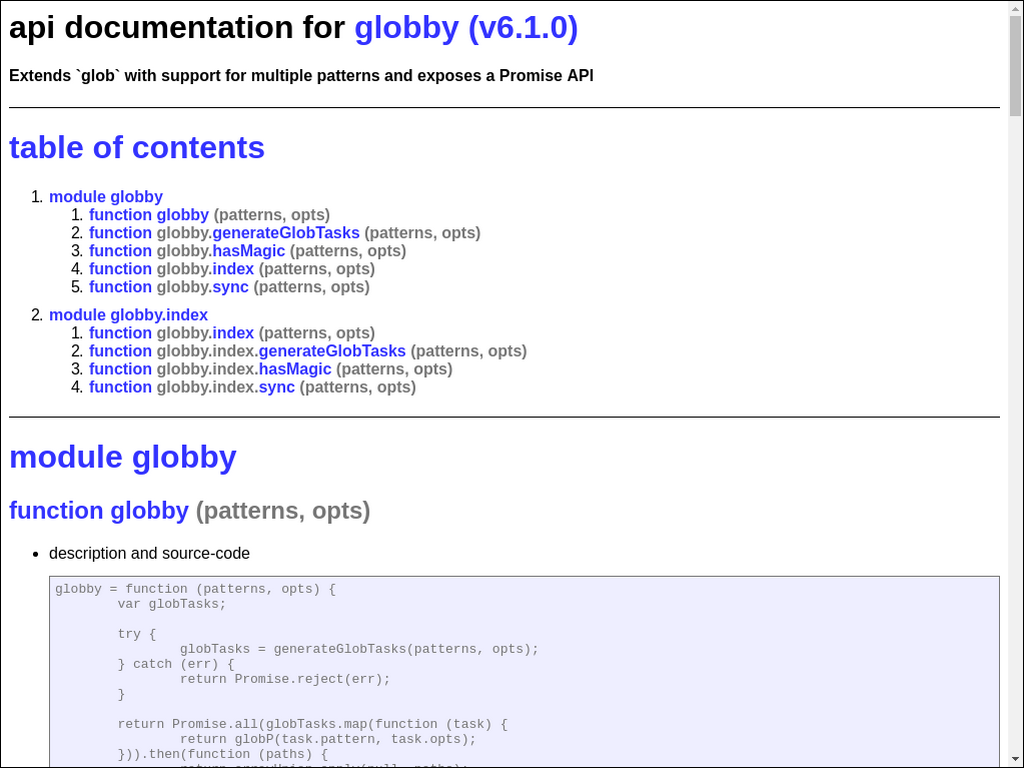 api documentation for globby (v6.1.0)
Extends `glob` with support for multiple patterns and exposes a Promise API
table of contents
1. module globby
1. function globby (patterns, opts)
2. function globby.generateGlobTasks (patterns, opts)
3. function globby.hasMagic (patterns, opts)
4. function globby.index (patterns, opts)
5. function globby.sync (patterns, opts)
2. module globby.index
1. function globby.index (patterns, opts)
2. function globby.index.generateGlobTasks (patterns, opts)
3. function globby.index.hasMagic (patterns, opts)
4. function globby.index.sync (patterns, opts)
module globby
function globby (patterns, opts)
• description and source-code
globby = function (patterns, opts) {
var globTasks;
try {
globTasks = generateGlobTasks(patterns, opts);
} catch (err) {
return Promise.reject(err);
}
return Promise.all(globTasks.map(function (task) {
return globP(task.pattern, task.opts);
})).then(function (paths) {